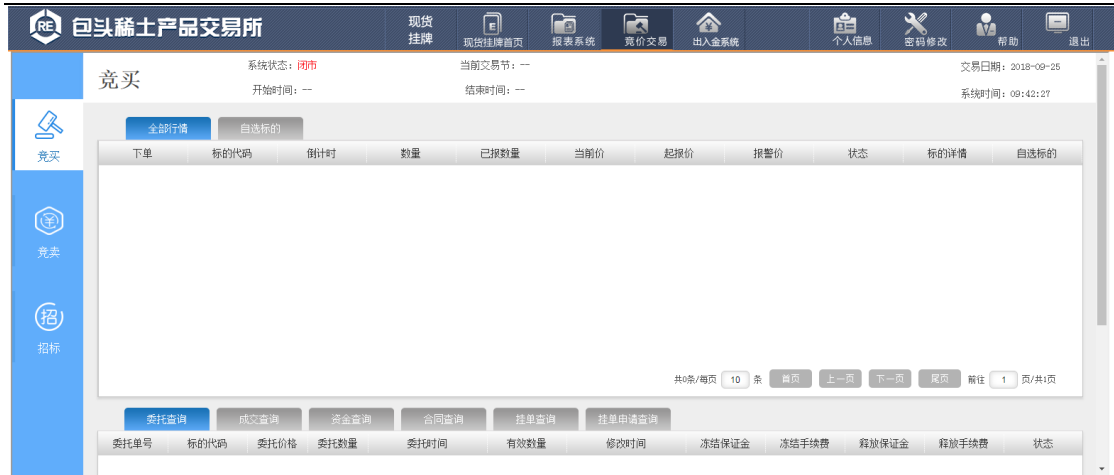 RE 包头稀土产品交易所
现货挂牌
现货挂牌首页 报表系统 竞价交易 出入金系统 个人信息 密码修改 帮助 退出
竞买 系统状态：闭市 当前交易节：-- 交易日期：2018-09-25
开始时间：-- 结束时间：-- 系统时间：09:42:27
竞买
竞卖
招
招标
全部行情 自选标的
下单 标的代码 倒计时 数量 已报数量 当前价 起报价 报警价 状态 标的详情 自选标的
共0条/每页 10 条 首页 上一页 下一页 尾页 前往 1 页/共1页
委托查询 成交查询 资金查询 合同查询 挂单查询 挂单申请查询
委托单号 标的代码 委托价格 委托数量 委托时间 有效数量 修改时间 冻结保证金 冻结手续费 释放保证金 释放手续费 状态